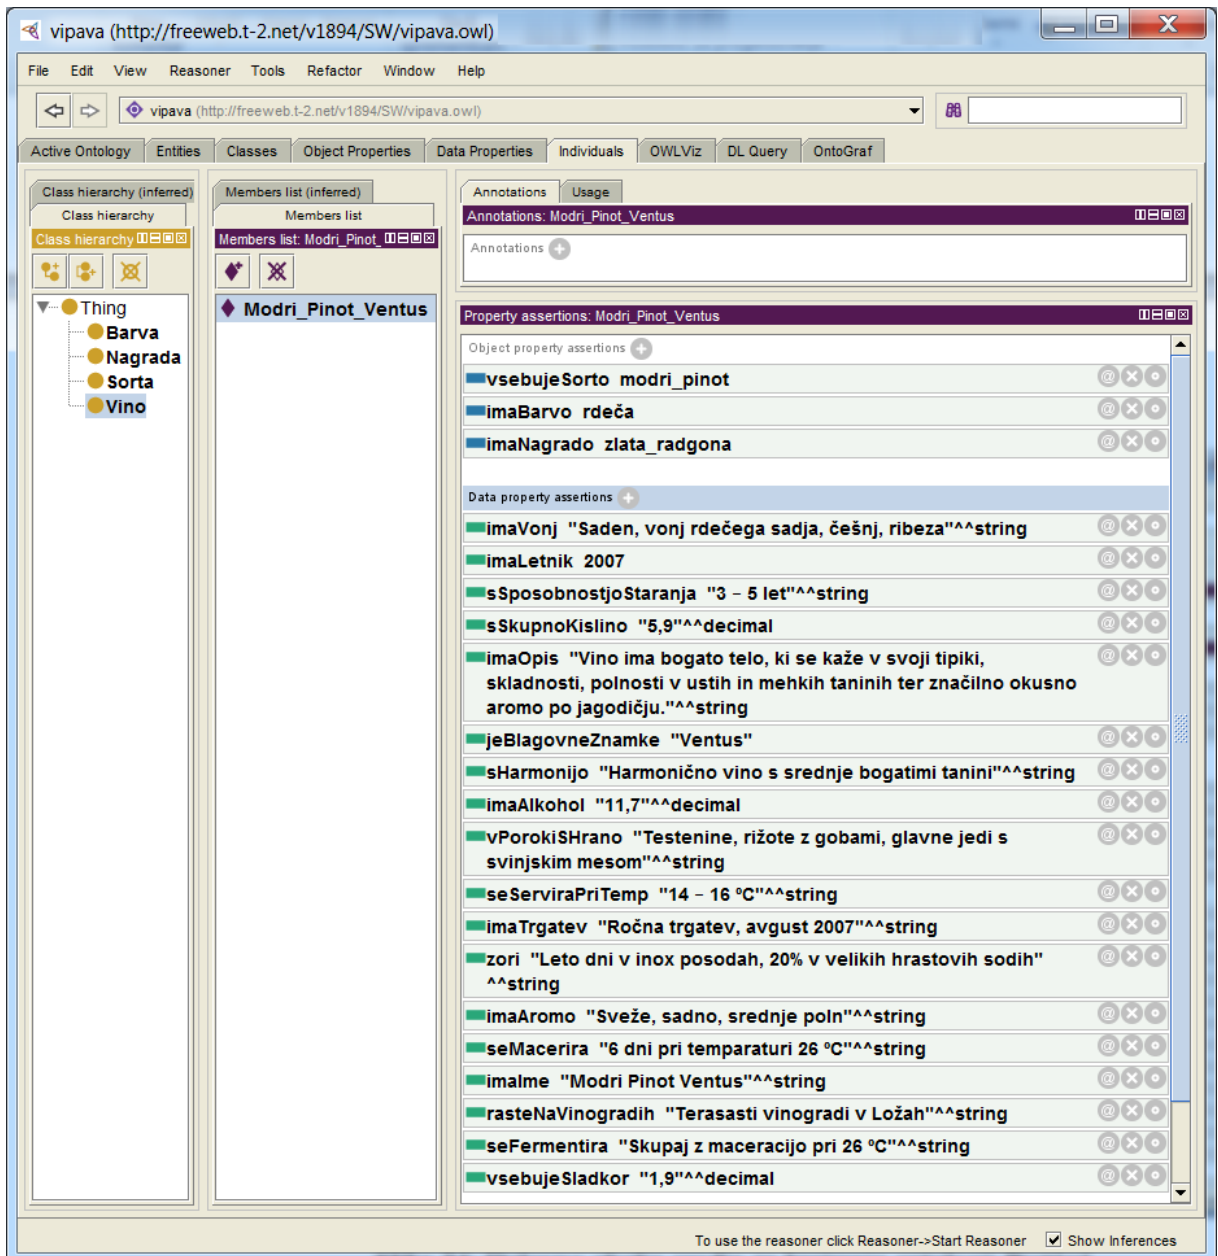 vipava (http://freeweb.t-2.net/v1894/SW/vipava.owl)
File Edit View Reasoner Tools Refactor Window Help
vipava (http://freeweb.t-2.net/v1894/SW/vipava.owl)
Active Ontology Entities Classes Object Properties Data Properties Individuals OWLViz DL Query OntoGraf
Class hierarchy (inferred)
Class hierarchy
Class hierarchy
Thing
Barva
Nagrada
Sorta
Vino
Members list (inferred)
Members list
Members list: Modri_Pinot_
Modri_Pinot_Ventus
Annotations Usage
Annotations: Modri_Pinot_Ventus
Annotations
Property assertions: Modri_Pinot_Ventus
Object property assertions
vsebujeSorto modri_pinot
imaBarvo rdeča
imaNagrado zlata_radgona
Data property assertions
imaVonj "Saden, vonj rdečega sadja, češnj, ribeza"^^string
imaLetnik 2007
sSposobnostjoStaranja "3 – 5 let"^^string
sSkupnoKislino "5,9"^^decimal
imaOpis "Vino ima bogato telo, ki se kaže v svoji tipiki,
skladnosti, polnosti v ustih in mehkih taninih ter značilno okusno
aromo po jagodičju."^^string
jeBlagovneZnamke "Ventus"
sHarmonijo "Harmonično vino s srednje bogatimi tanini"^^string
imaAlkohol "11,7"^^decimal
vPorokiSHrano "Testenine, rižote z gobami, glavne jedi s
svinjskim mesom"^^string
seServiraPriTemp "14 – 16 ºC"^^string
imaTrgatev "Ročna trgatev, avgust 2007"^^string
zori "Leto dni v inox posodah, 20% v velikih hrastovih sodih"
^^string
imaAromo "Sveže, sadno, srednje poln"^^string
seMacerira "6 dni pri temparaturi 26 ºC"^^string
imaIme "Modri Pinot Ventus"^^string
rasteNaVinogradih "Terasasti vinogradi v Ložah"^^string
seFermentira "Skupaj z maceracijo pri 26 ºC"^^string
vsebujeSladkor "1,9"^^decimal
To use the reasoner click Reasoner->Start Reasoner Show Inferences